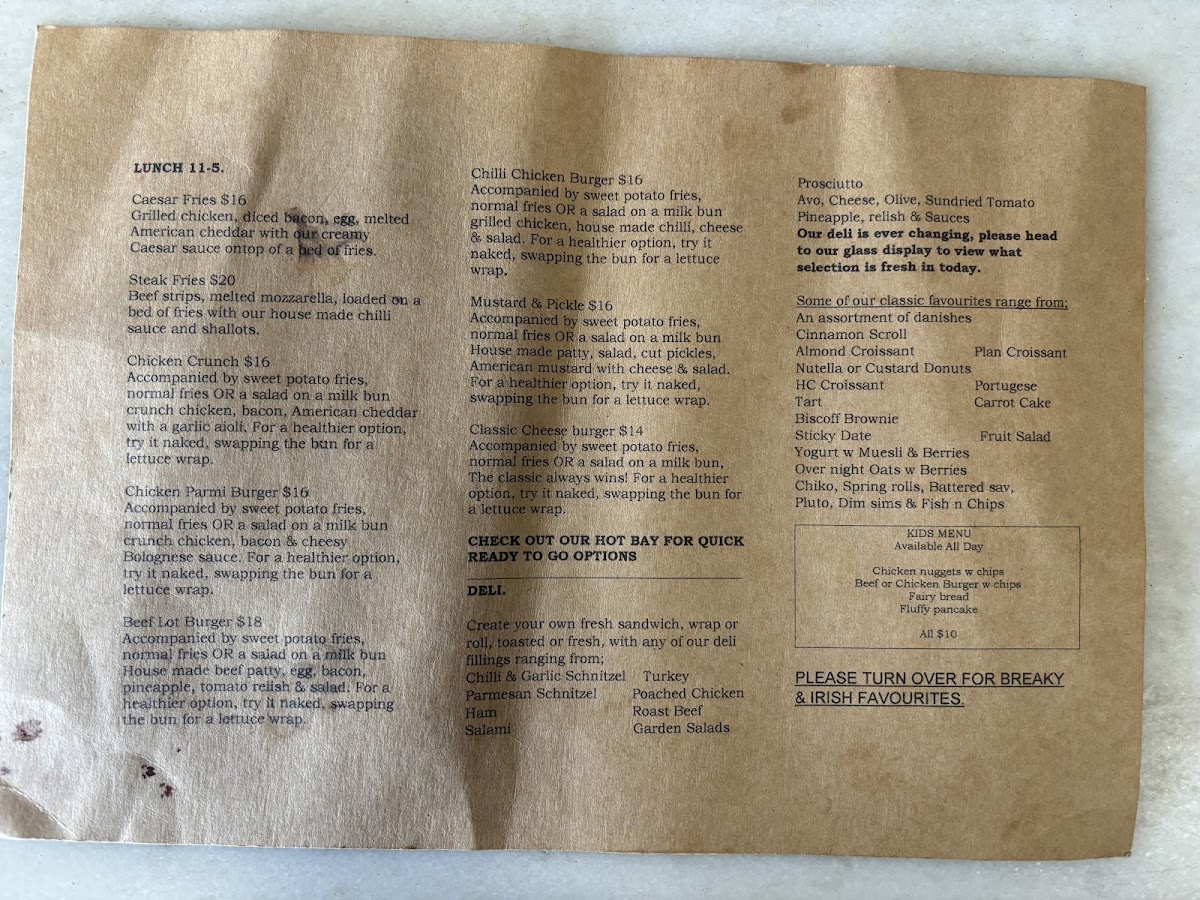 LUNCH 11-5.
Caesar Fries $16
Grilled chicken, diced bacon, egg, melted
American cheddar with our creamy
Caesar sauce ontop of a bed of fries.
Steak Fries $20
Beef strips, melted mozzarella, loaded on a
bed of fries with our house made chilli
sauce and shallots.
Chicken Crunch $16
Accompanied by sweet potato fries,
normal fries OR a salad on a milk bun
crunch chicken, bacon, American cheddar
with a garlic aioli. For a healthier option,
try it naked, swapping the bun for a
lettuce wrap.
Chicken Parmi Burger $16
Accompanied by sweet potato fries,
normal fries OR a salad on a milk bun
crunch chicken, bacon & cheesy
Bolognese sauce. For a healthier option,
try it naked, swapping the bun for a
lettuce wrap.
Beef Lot Burger $18
Accompanied by sweet potato fries,
normal fries OR a salad on a milk bun
House made beef patty, egg, bacon,
pineapple, tomato relish & salad. For a
healthier option, try it naked, swapping
the bun for a lettuce wrap.
Chilli Chicken Burger $16
Accompanied by sweet potato fries,
normal fries OR a salad on a milk bun
grilled chicken, house made chilli, cheese
& salad. For a healthier option, try it
naked, swapping the bun for a lettuce
wrap.
Mustard & Pickle $16
Accompanied by sweet potato fries,
normal fries OR a salad on a milk bun
House made patty, salad, cut pickles,
American mustard with cheese & salad.
For a healthier option, try it naked,
swapping the bun for a lettuce wrap.
Classic Cheese burger $14
Accompanied by sweet potato fries,
normal fries OR a salad on a milk bun,
The classic always wins! For a healthier
option, try it naked, swapping the bun for
a lettuce wrap.
CHECK OUT OUR HOT BAY FOR QUICK
READY TO GO OPTIONS
DELI.
Create your own fresh sandwich, wrap or
roll, toasted or fresh, with any of our deli
fillings ranging from;
Chilli & Garlic Schnitzel Turkey
Parmesan Schnitzel Poached Chicken
Ham Roast Beef
Salami Garden Salads
Prosciutto
Avo, Cheese, Olive, Sundried Tomato
Pineapple, relish & Sauces
Our deli is ever changing, please head
to our glass display to view what
selection is fresh in today.
Some of our classic favourites range from;
An assortment of danishes
Cinnamon Scroll
Almond Croissant Plan Croissant
Nutella or Custard Donuts
HC Croissant Portugese
Tart Carrot Cake
Biscoff Brownie
Sticky Date Fruit Salad
Yogurt w Muesli & Berries
Over night Oats w Berries
Chiko, Spring rolls, Battered sav,
Pluto, Dim sims & Fish n Chips
KIDS MENU
Available All Day
Chicken nuggets w chips
Beef or Chicken Burger w chips
Fairy bread
Fluffy pancake
All $10
PLEASE TURN OVER FOR BREAKY
& IRISH FAVOURITES.